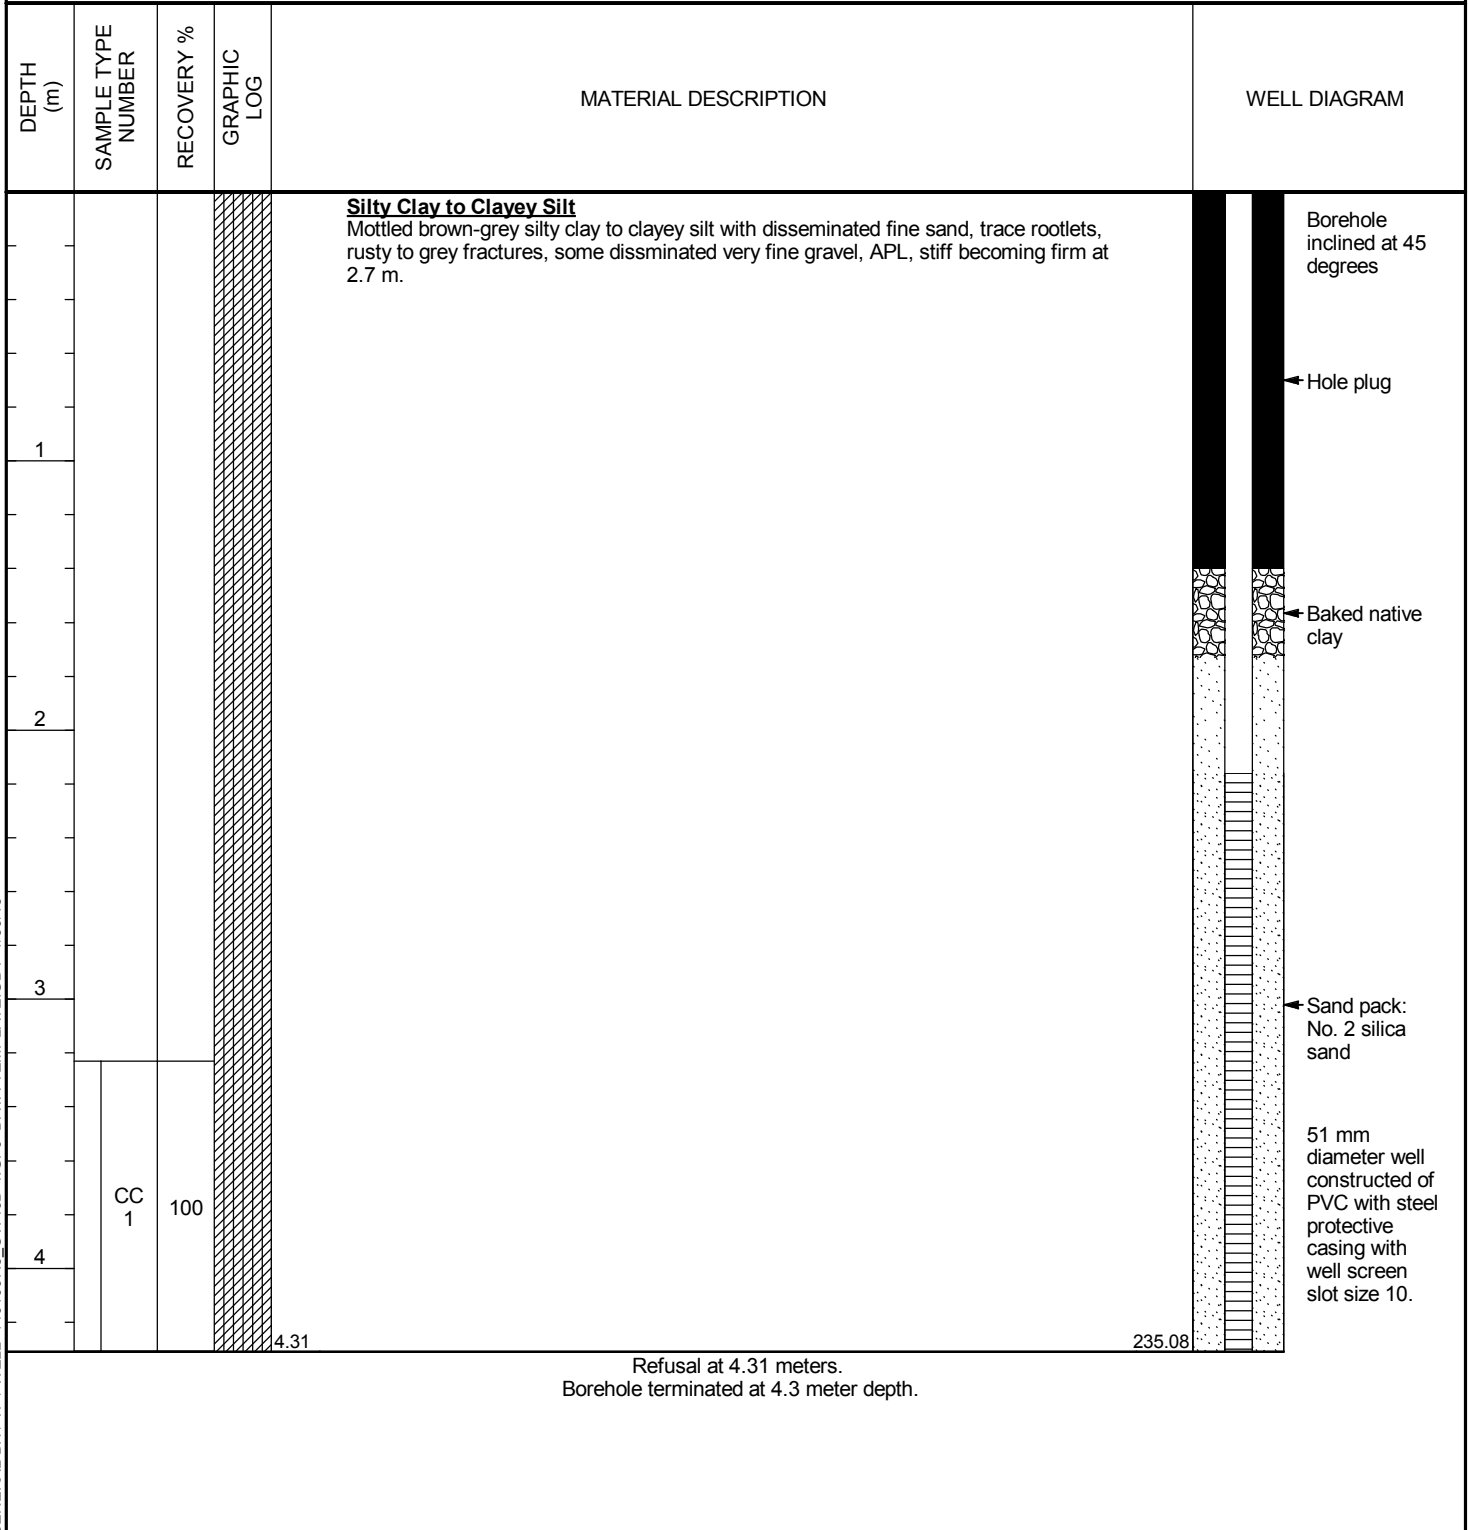 DEPTH
(m)
SAMPLE TYPE
NUMBER
RECOVERY %
GRAPHIC
LOG
MATERIAL DESCRIPTION
WELL DIAGRAM
Silty Clay to Clayey Silt
Mottled brown-grey silty clay to clayey silt with disseminated fine sand, trace rootlets,
rusty to grey fractures, some dissminated very fine gravel, APL, stiff becoming firm at
2.7 m.
Borehole
inclined at 45
degrees
Hole plug
1
Baked native
clay
2
3
Sand pack:
No. 2 silica
sand
51 mm
diameter well
constructed of
PVC with steel
protective
casing with
well screen
slot size 10.
CC
1
100
4
4.31
235.08
Refusal at 4.31 meters.
Borehole terminated at 4.3 meter depth.